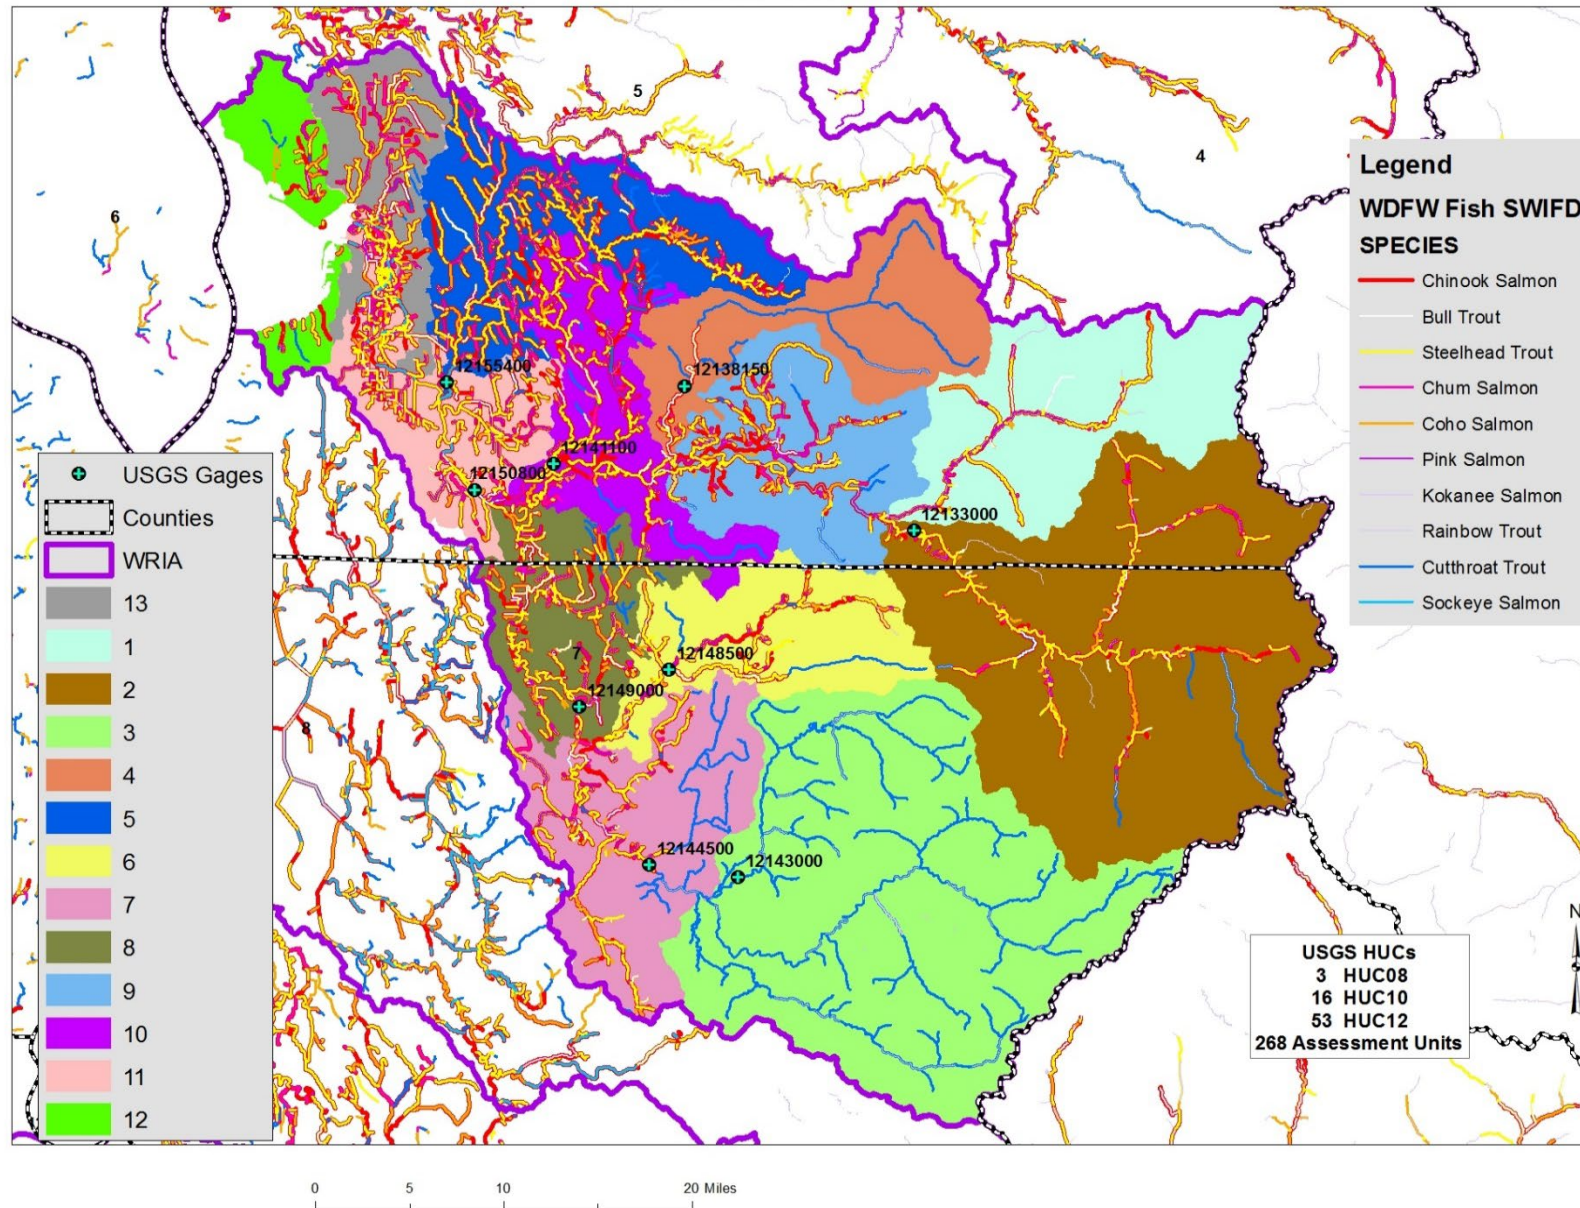 5
4
6
12155400
12138150
12141100
12150800
12133000
7
12148500
12149000
8
12144500
12143000
Legend
WDFW Fish SWIFD
SPECIES
Chinook Salmon
Bull Trout
Steelhead Trout
Chum Salmon
Coho Salmon
Pink Salmon
Kokanee Salmon
Rainbow Trout
Cutthroat Trout
Sockeye Salmon
USGS Gages
Counties
WRIA
13
1
2
3
4
5
6
7
8
9
10
11
12
N
USGS HUCs
3 HUC08
16 HUC10
53 HUC12
268 Assessment Units
0 5 10 20 Miles